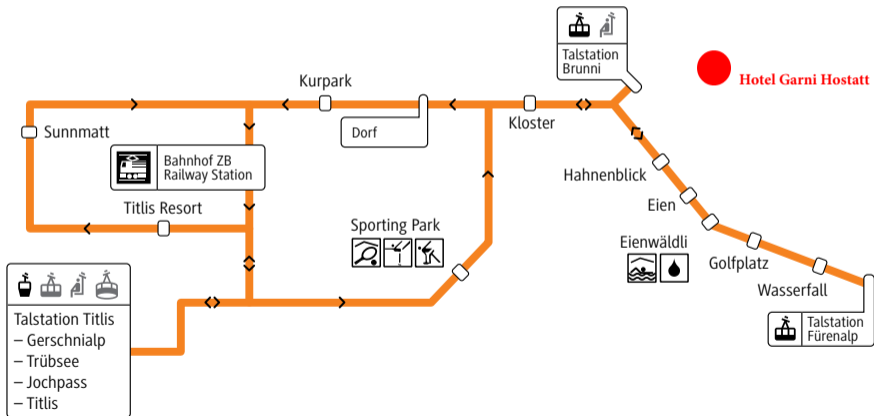 Talstation
Brunni
Hotel Garni Hostatt
Kurpark
Kloster
Dorf
Sunnmatt
Bahnhof ZB
Railway Station
Hahnenblick
Titlis Resort
Eien
Sporting Park
Eienwäldli
Golfplatz
Wasserfall
Talstation Titlis
– Gerschnialp
– Trübsee
– Jochpass
– Titlis
Talstation
Fürenalp